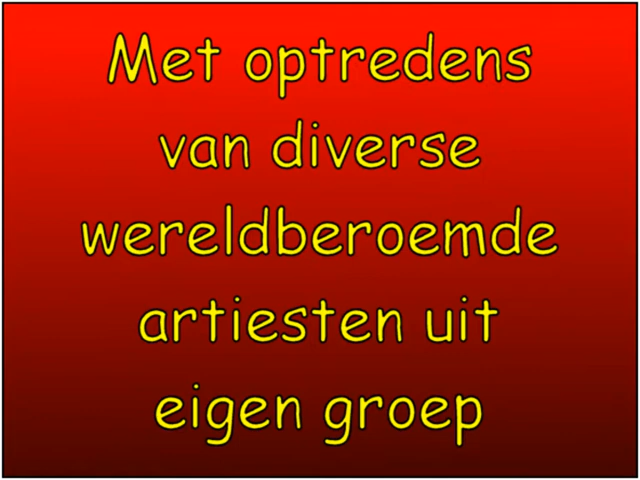 Met optredens
van diverse
wereldberoemde
artiesten uit
eigen groep